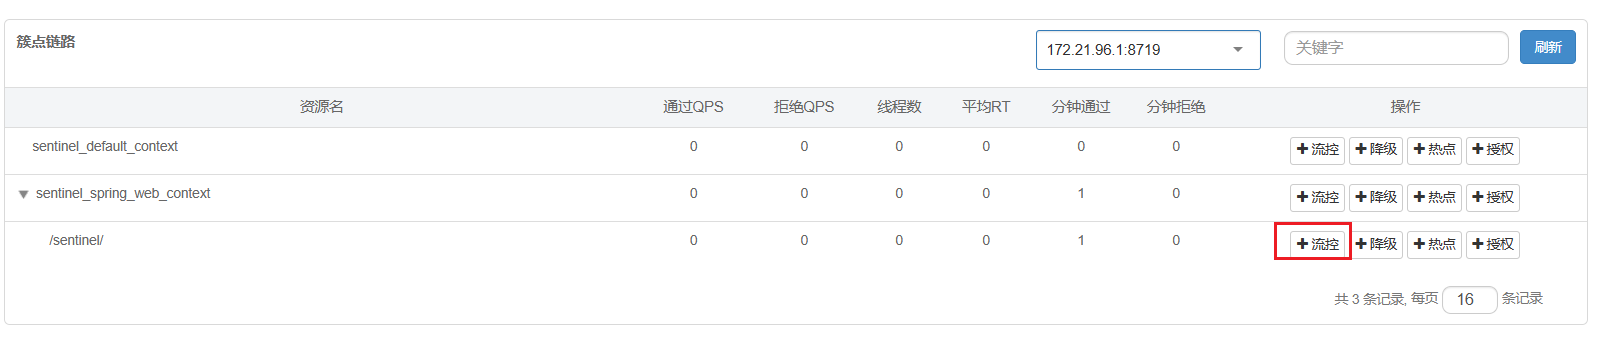 簇点链路 172.21.96.1:8719 关键字 刷新
资源名 通过QPS 拒绝QPS 线程数 平均RT 分钟通过 分钟拒绝 操作
sentinel_default_context 0 0 0 0 0 0 流控 降级 热点 授权
sentinel_spring_web_context 0 0 0 0 1 0 流控 降级 热点 授权
/sentinel/ 0 0 0 0 1 0 流控 降级 热点 授权
共 3 条记录, 每页 16 条记录